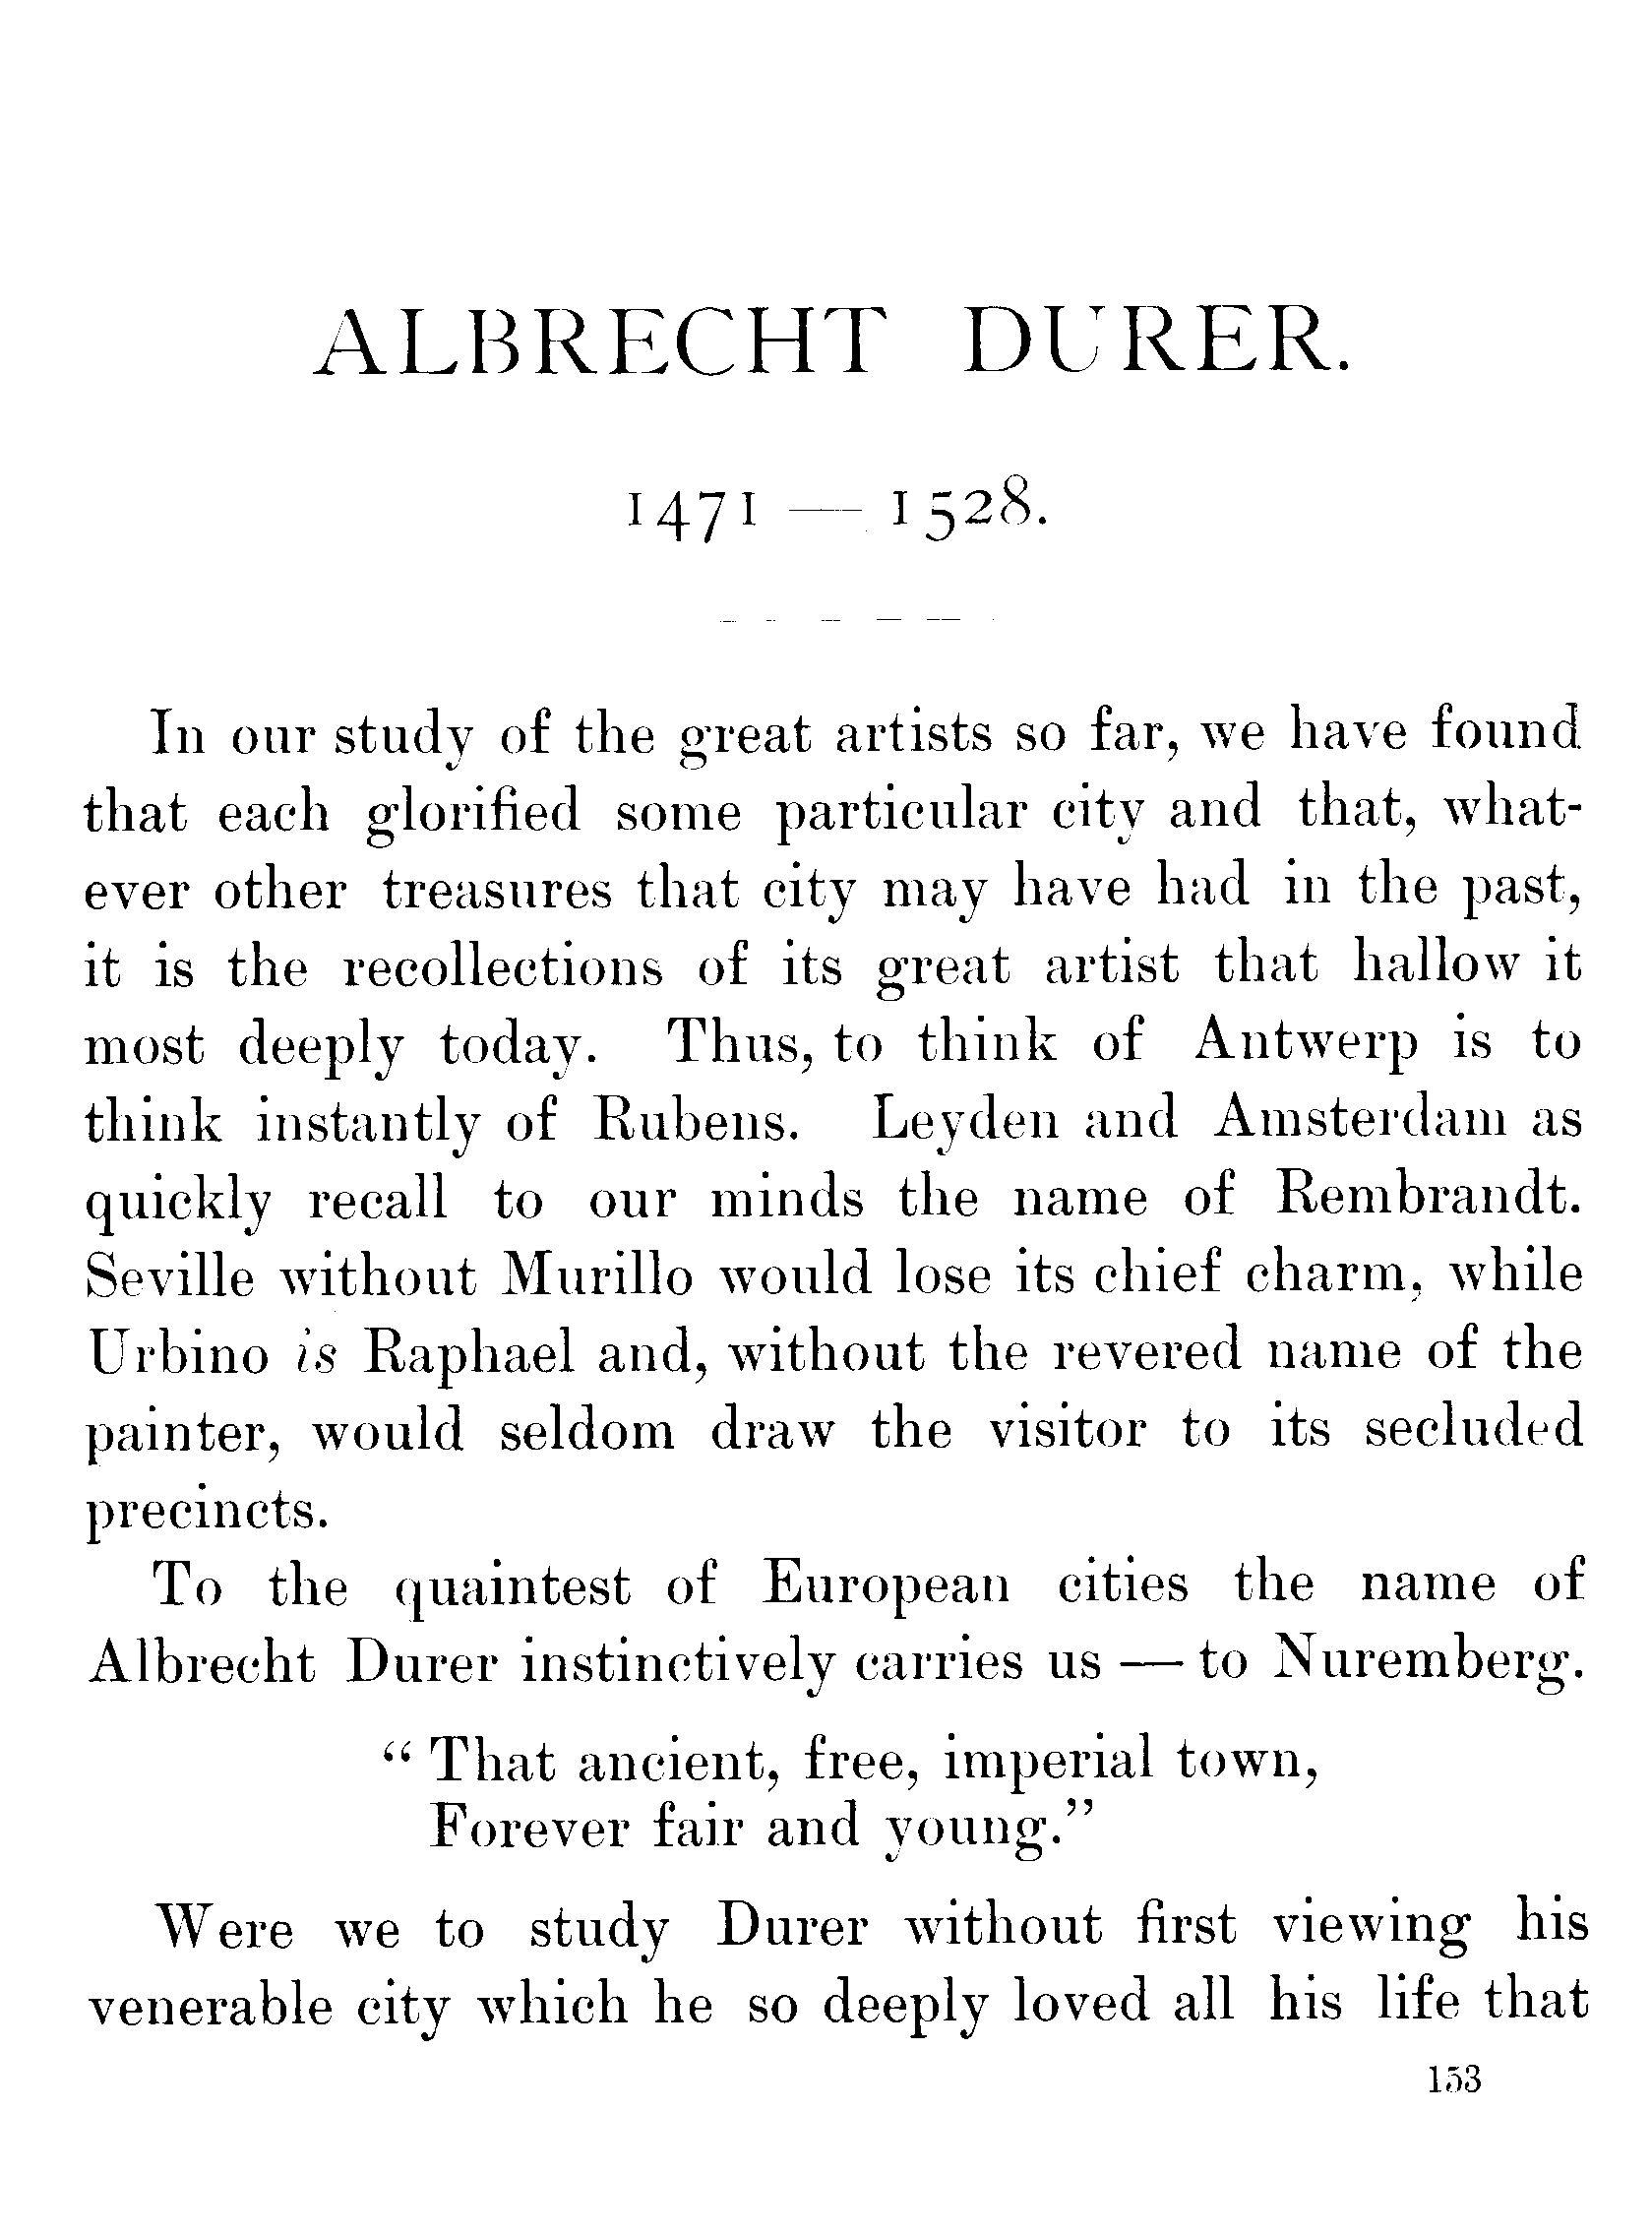 ALBRECHT DURER.
1471 — 1528.
In our study of the great artists so far, we have found
that each glorified some particular city and that, what-
ever other treasures that city may have had in the past,
it is the recollections of its great artist that hallow it
most deeply today. Thus, to think of Antwerp is to
think instantly of Rubens. Leyden and Amsterdam as
quickly recall to our minds the name of Rembrandt.
Seville without Murillo would lose its chief charm, while
Urbino is Raphael and, without the revered name of the
painter, would seldom draw the visitor to its secluded
precincts.
To the quaintest of European cities the name of
Albrecht Durer instinctively carries us — to Nuremberg.
“ That ancient, free, imperial town,
Forever fair and young.”
Were we to study Durer without first viewing his
venerable city which he so deeply loved all his life that
153